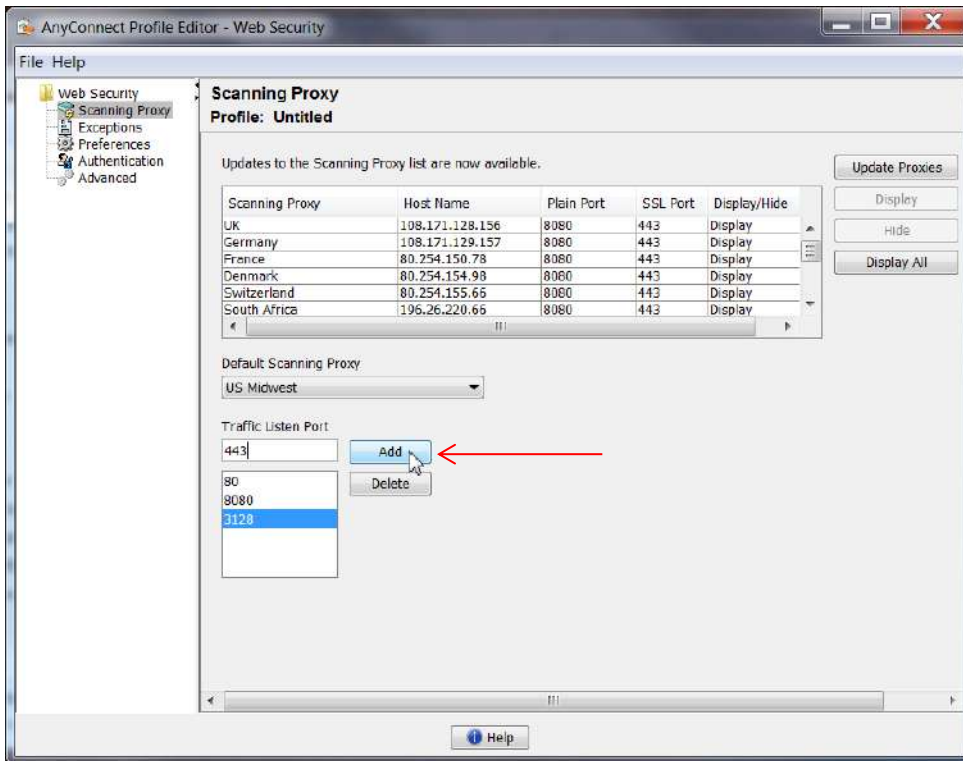 AnyConnect Profile Editor - Web Security
File Help
Web Security
Scanning Proxy
Exceptions
Preferences
Authentication
Advanced
Scanning Proxy
Profile: Untitled
Updates to the Scanning Proxy list are now available.
Update Proxies
Display
Hide
Display All
Scanning Proxy Host Name Plain Port SSL Port Display/Hide
UK 108.171.128.156 8080 443 Display
Germany 108.171.129.157 8080 443 Display
France 80.254.150.78 8080 443 Display
Denmark 80.254.154.98 8080 443 Display
Switzerland 80.254.155.66 8080 443 Display
South Africa 196.26.220.66 8080 443 Display
Default Scanning Proxy
US Midwest
Traffic Listen Port
443 Add
80 Delete
8080
3128
Help